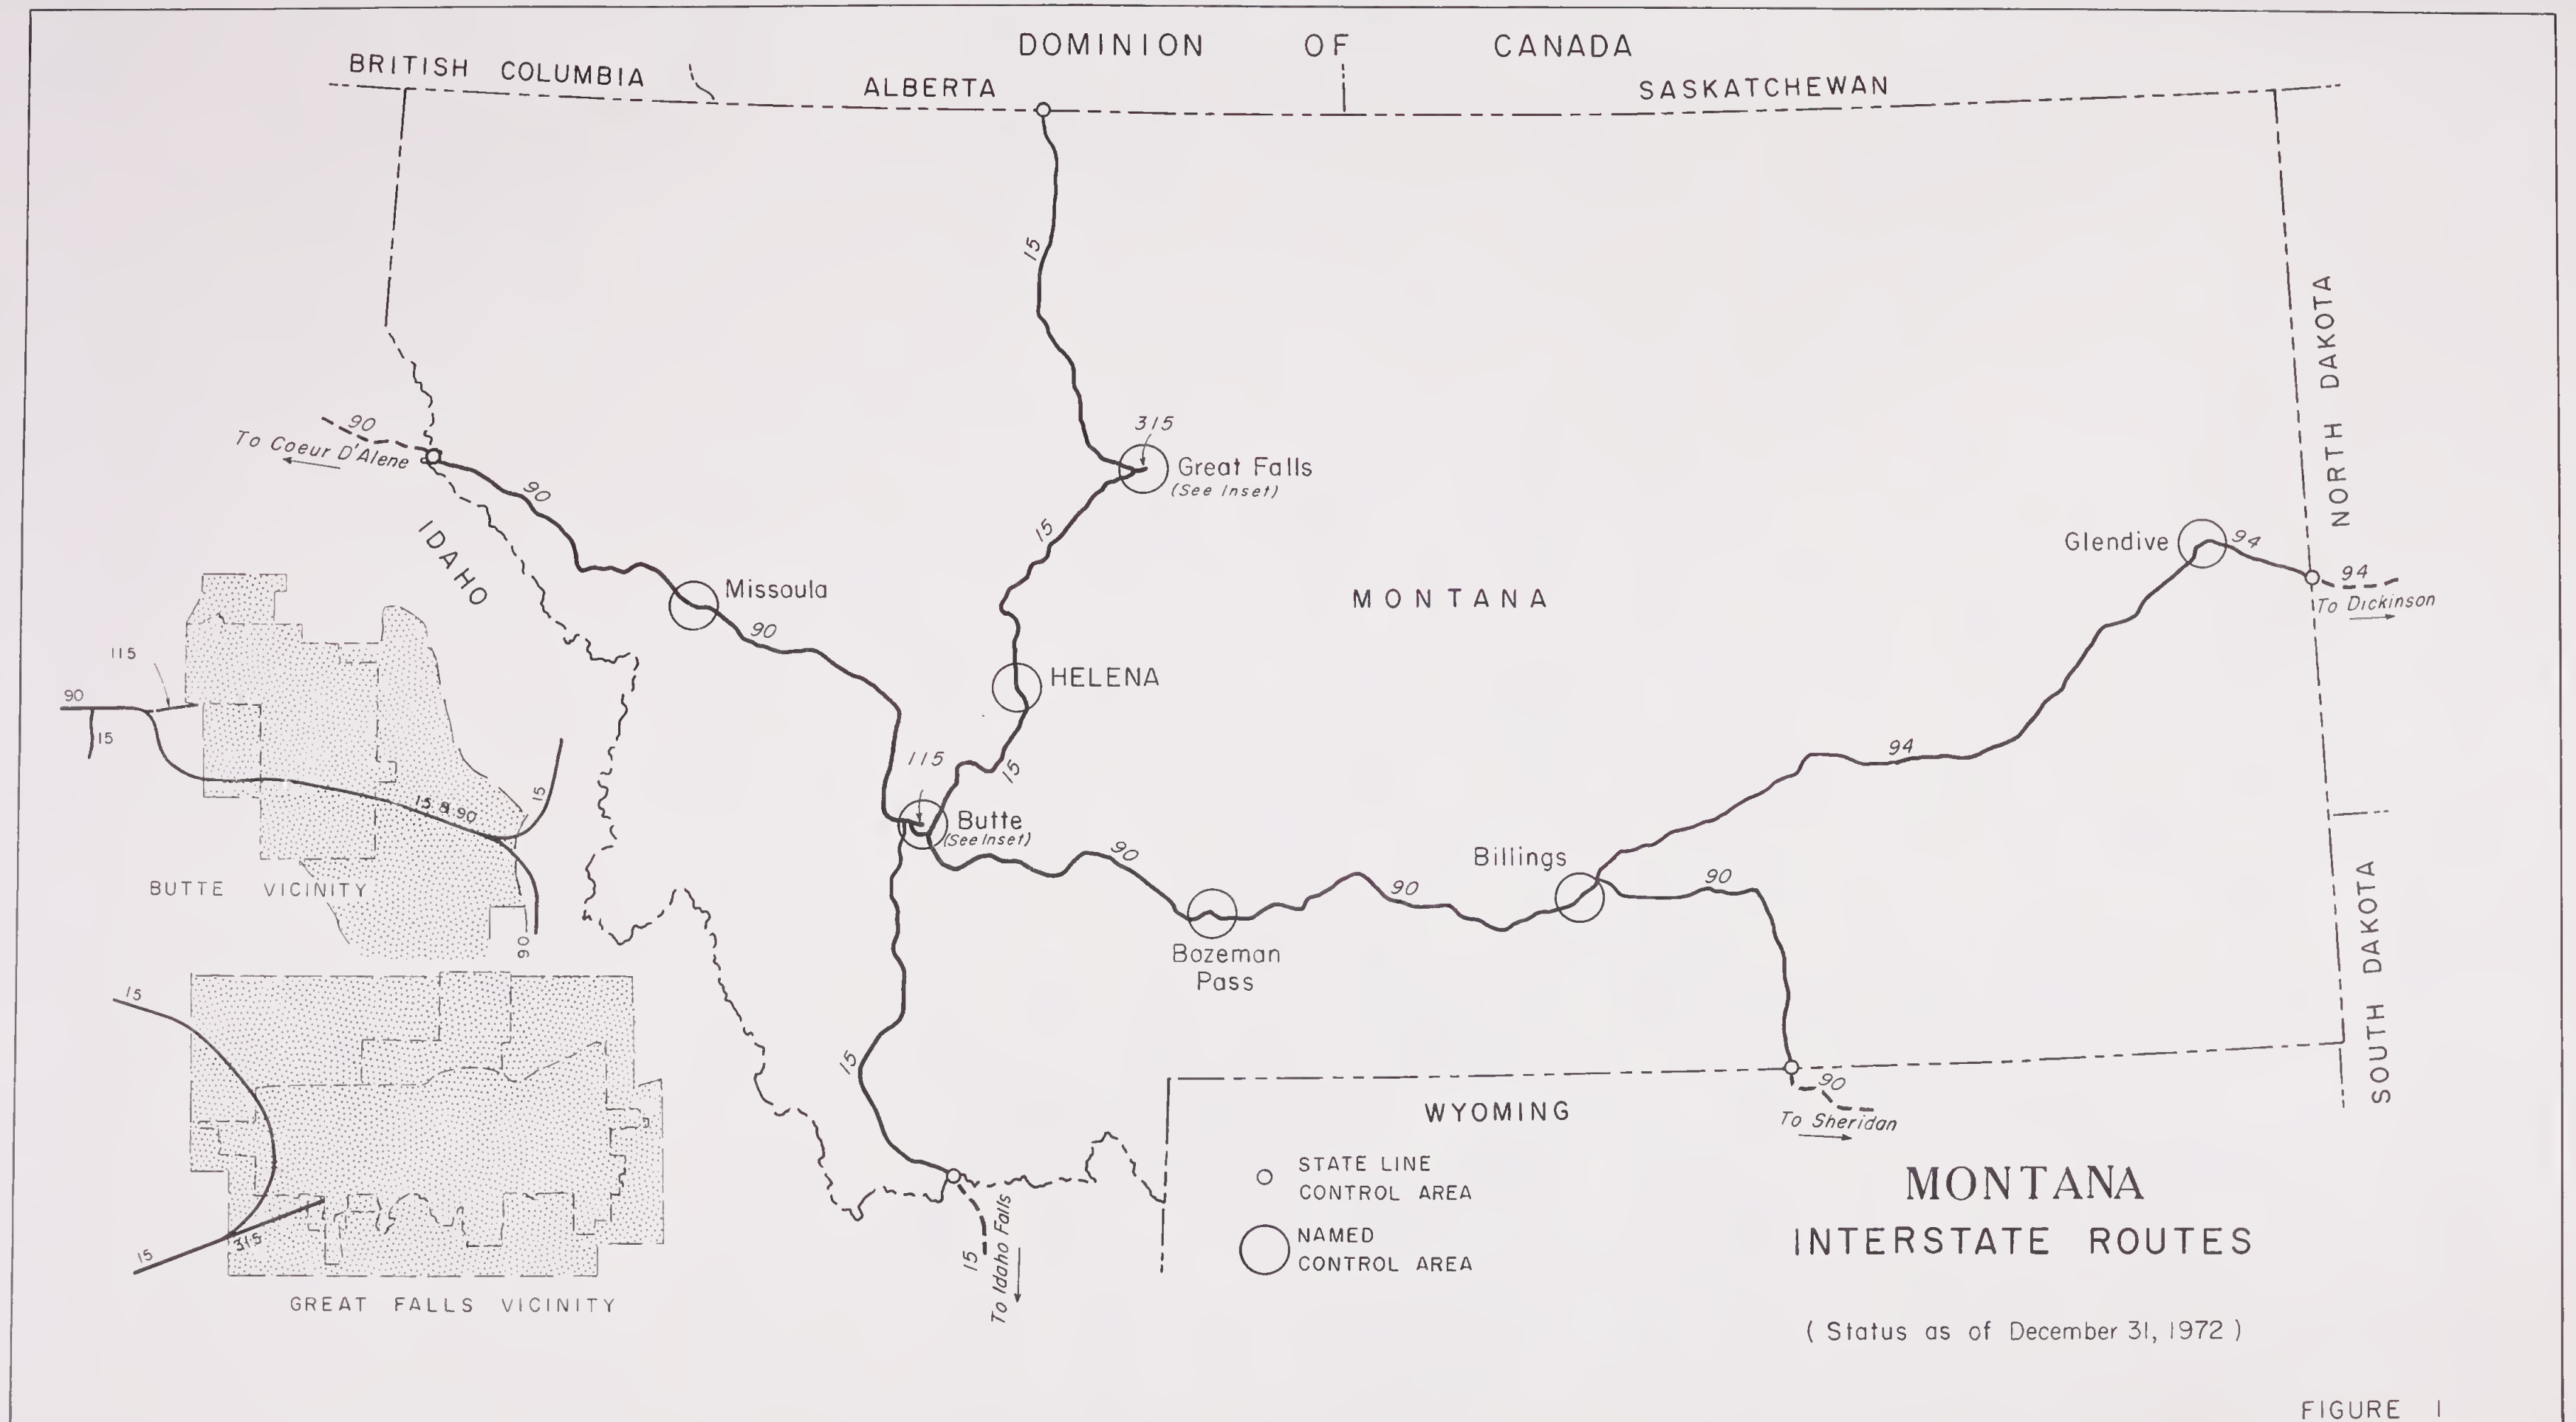 DOMINION OF CANADA
BRITISH COLUMBIA
ALBERTA
SASKATCHEWAN
15
NORTH DAKOTA
90
To Coeur D'Alene
315
Great Falls
(See Inset)
90
15
IDAHO
Glendive
94
94
To Dickinson
Missoula
MONTANA
90
HELENA
115
90
15
94
115
15
15 & 90
15
Butte
(See Inset)
90
Billings
90
90
BUTTE VICINITY
90
Bozeman
Pass
SOUTH DAKOTA
15
15
90
To Sheridan
WYOMING
STATE LINE
CONTROL AREA
NAMED
CONTROL AREA
15
To Idaho Falls
315
15
GREAT FALLS VICINITY
MONTANA
INTERSTATE ROUTES
( Status as of December 31, 1972 )
FIGURE 1